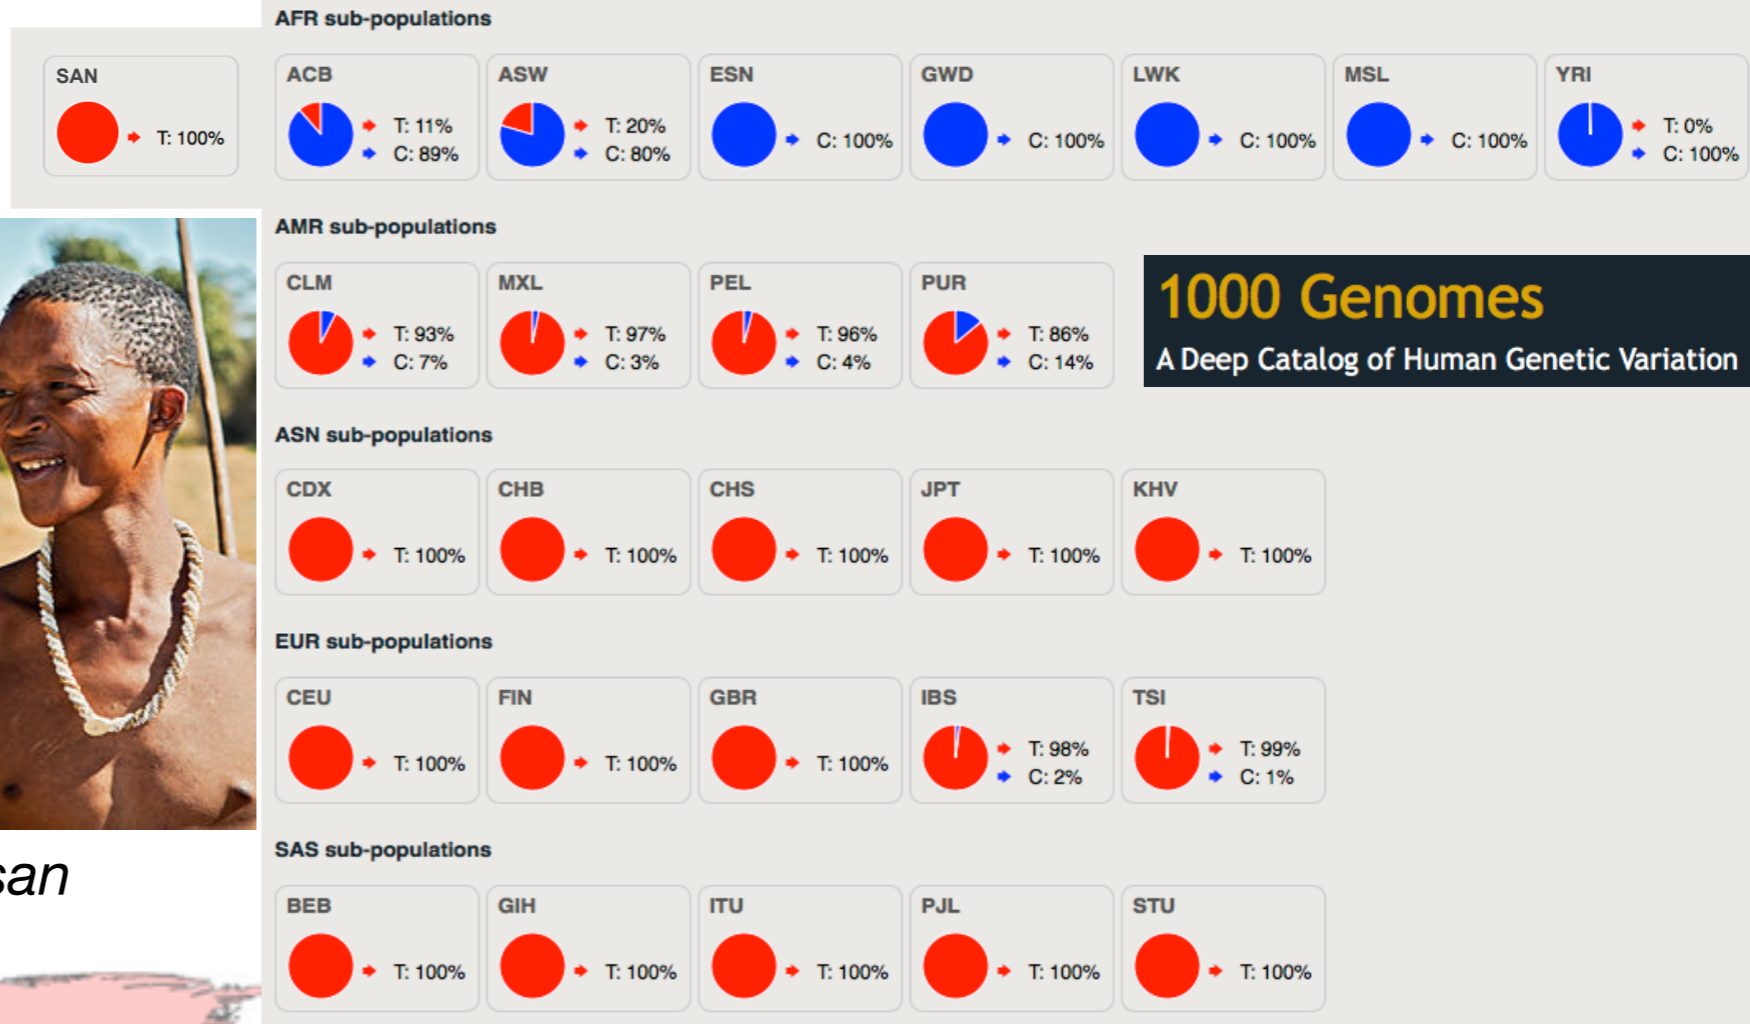 AFR sub-populations
SAN
T: 100%
ACB
T: 11%
C: 89%
ASW
T: 20%
C: 80%
ESN
C: 100%
GWD
C: 100%
LWK
C: 100%
MSL
C: 100%
YRI
T: 0%
C: 100%
AMR sub-populations
CLM
T: 93%
C: 7%
MXL
T: 97%
C: 3%
PEL
T: 96%
C: 4%
PUR
T: 86%
C: 14%
1000 Genomes
A Deep Catalog of Human Genetic Variation
ASN sub-populations
CDX
T: 100%
CHB
T: 100%
CHS
T: 100%
JPT
T: 100%
KHV
T: 100%
EUR sub-populations
CEU
T: 100%
FIN
T: 100%
GBR
T: 100%
IBS
T: 98%
C: 2%
TSI
T: 99%
C: 1%
san
SAS sub-populations
BEB
T: 100%
GIH
T: 100%
ITU
T: 100%
PJL
T: 100%
STU
T: 100%